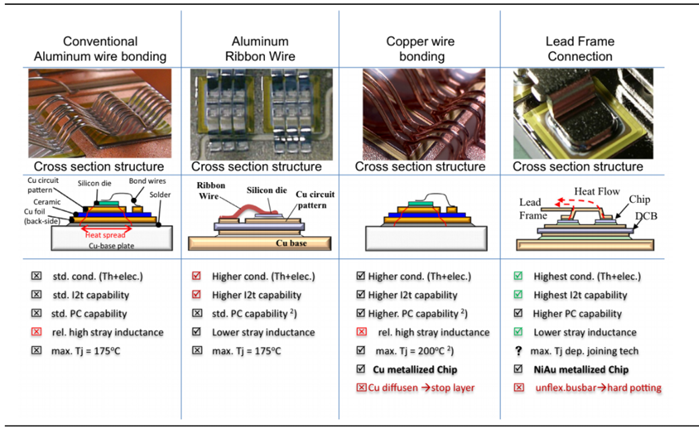 Conventional
Aluminum wire bonding
Aluminum
Ribbon Wire
Copper wire
bonding
Lead Frame
Connection
Cross section structure
Cross section structure
Cross section structure
Cross section structure
Cu circuit
pattern
Silicon die
Bond wires
Solder
Ceramic
Cu foil
(back-side)
Heat spread
Cu-base plate
Ribbon
Wire
Silicon die
Cu circuit
pattern
Cu base
Heat Flow
Lead
Frame
Chip
DCB
☒ std. cond. (Th+elec.)
☒ std. I2t capability
☒ std. PC capability
☒ rel. high stray inductance
☒ max. Tj = 175°C
☑ Higher cond. (Th+elec.)
☑ Higher I2t capability
☒ std. PC capability ²)
☑ Lower stray inductance
☒ max. Tj = 175°C
☑ Higher cond. (Th+elec.)
☑ Higher I2t capability
☑ Higher. PC capability ²)
☒ rel. high stray inductance
☑ max. Tj = 200°C ²)
☑ Cu metallized Chip
☒ Cu diffusen →stop layer
☑ Highest cond. (Th+elec.)
☑ Highest I2t capability
☑ Higher PC capability
☑ Lower stray inductance
? max. Tj dep. joining tech
☑ NiAu metallized Chip
☒ unflex.busbar→hard potting